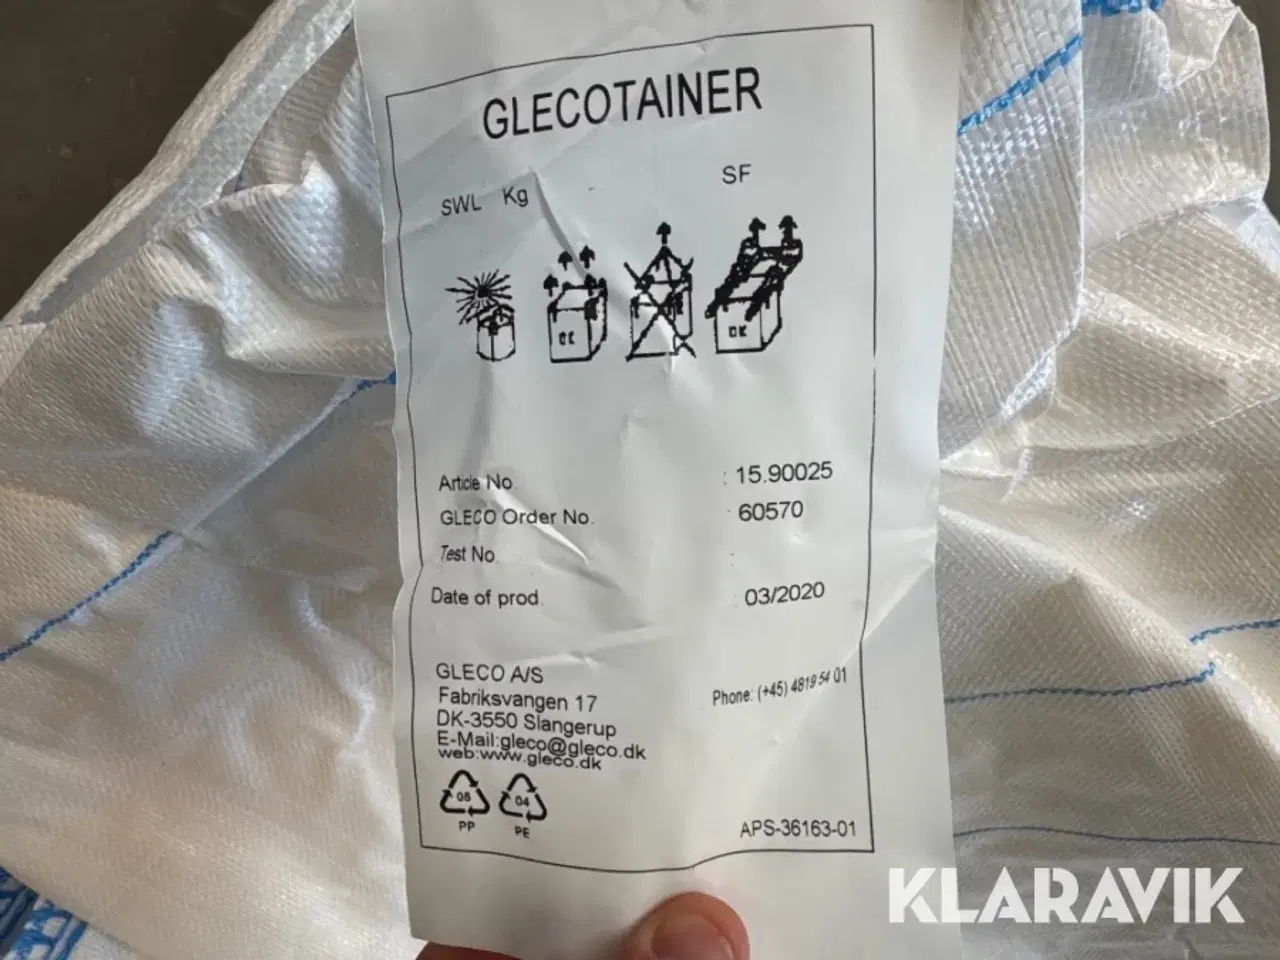 GLECOTAINER
SWL Kg SF
OK OK
Article No. : 15.90025
GLECO Order No. : 60570
Test No. :
Date of prod. : 03/2020
GLECO A/S
Fabriksvangen 17 Phone: (+45) 4819 54 01
DK-3550 Slangerup
E-Mail:gleco@gleco.dk
web:www.gleco.dk
05 04
PP PE
APS-36163-01
KLARAVIK